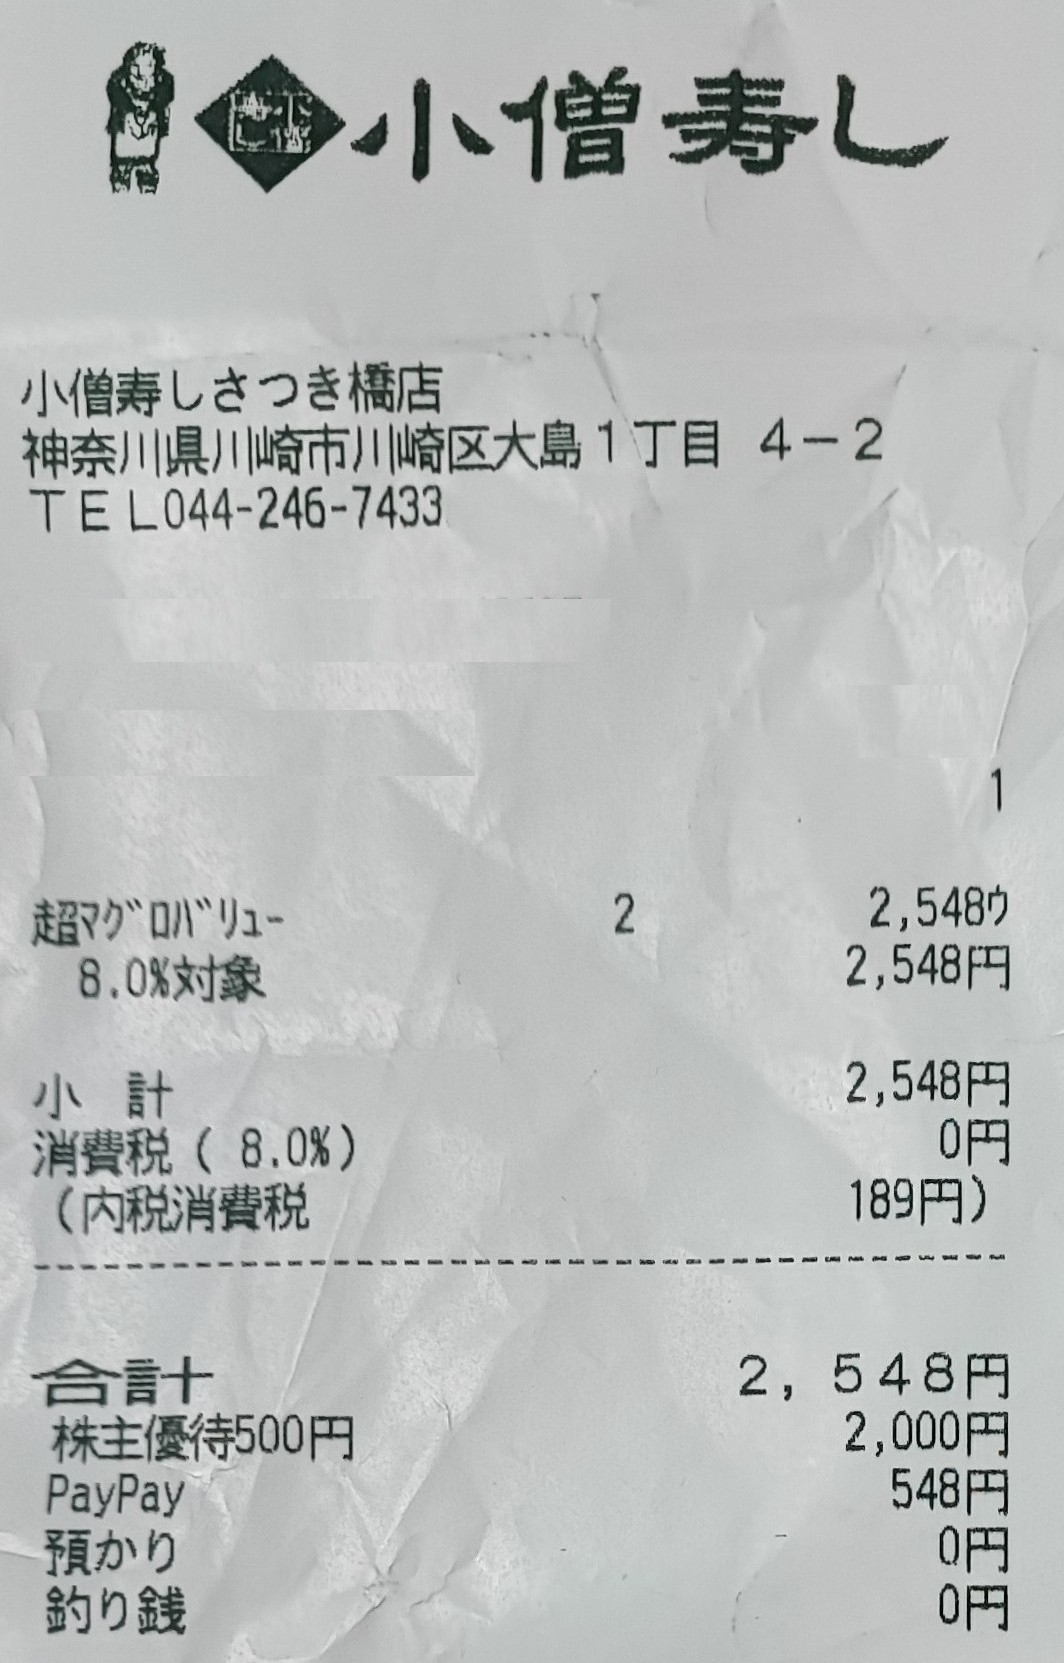 小僧寿し
小僧寿しさつき橋店
神奈川県川崎市川崎区大島1丁目 4-2
TEL044-246-7433
1
超マグロバリュー 2 2,548ウ
8.0%対象 2,548円
小 計 2,548円
消費税( 8.0%) 0円
(内税消費税 189円)
合計 2,548円
株主優待500円 2,000円
PayPay 548円
預かり 0円
釣り銭 0円